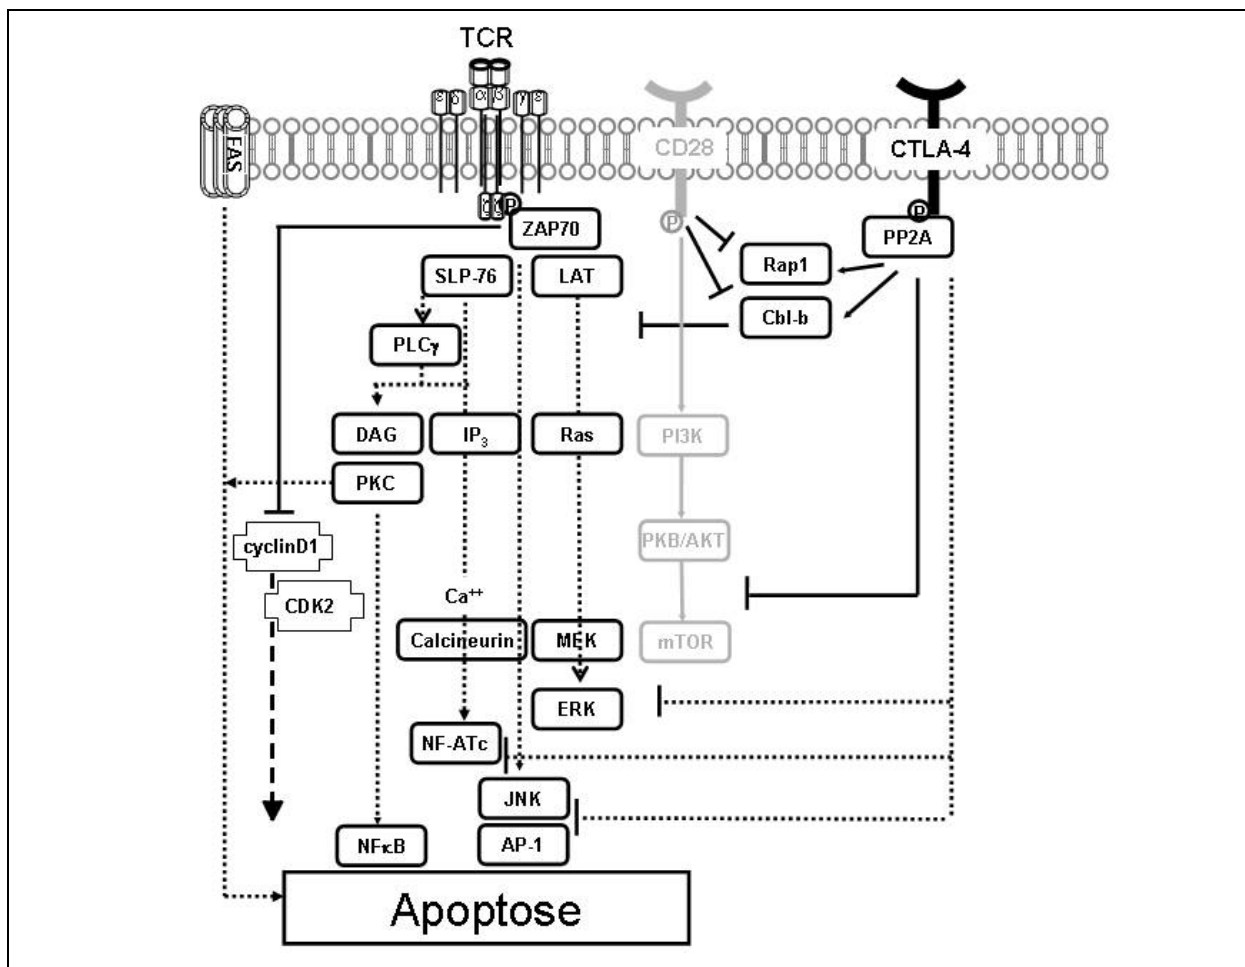 TCR
ε δ α β γ ε
FAS
CD28
CTLA-4
ζ ζ P
P
P
ZAP70
PP2A
SLP-76
LAT
Rap1
Cbl-b
PLCγ
DAG
IP3
Ras
PI3K
PKC
cyclinD1
PKB/AKT
CDK2
Ca++
Calcineurin
MEK
mTOR
ERK
NF-ATc
JNK
NFκB
AP-1
Apoptose